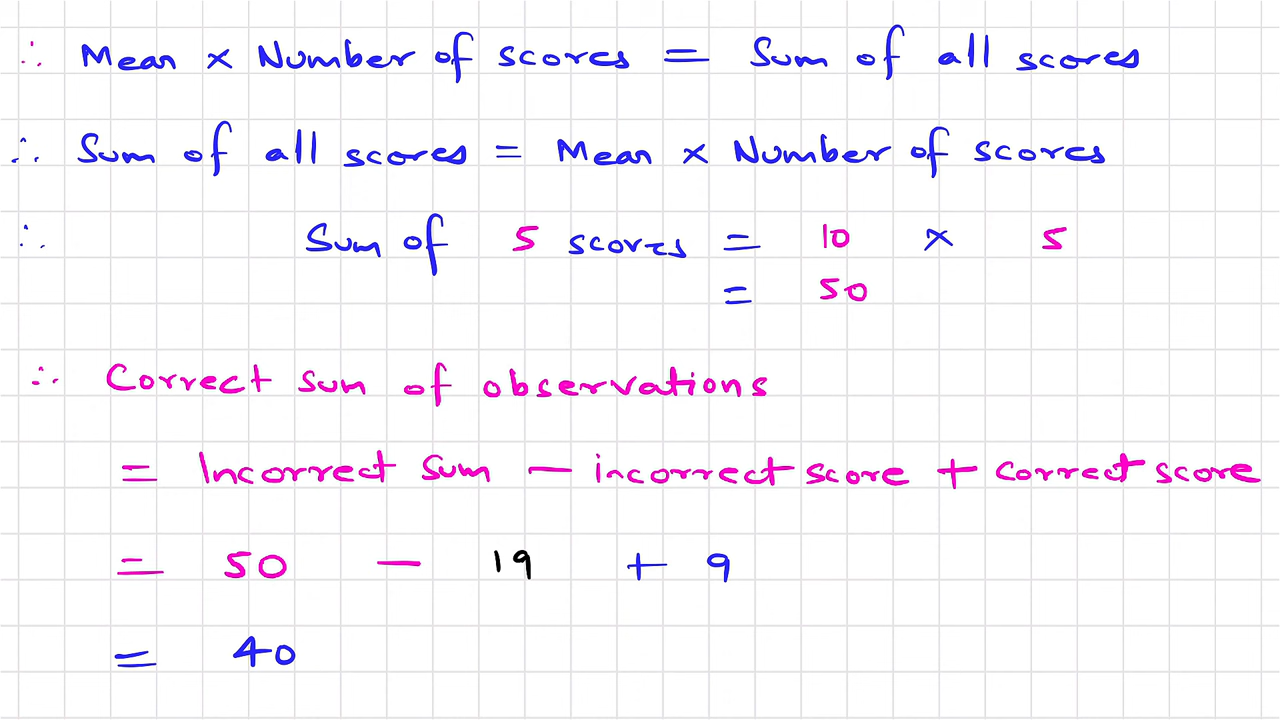 ∴ Mean × Number of scores = Sum of all scores
∴ Sum of all scores = Mean × Number of scores
∴ Sum of 5 scores = 10 × 5
= 50
∴ Correct sum of observations
= Incorrect sum − incorrect score + correct score
= 50 − 19 + 9
= 40